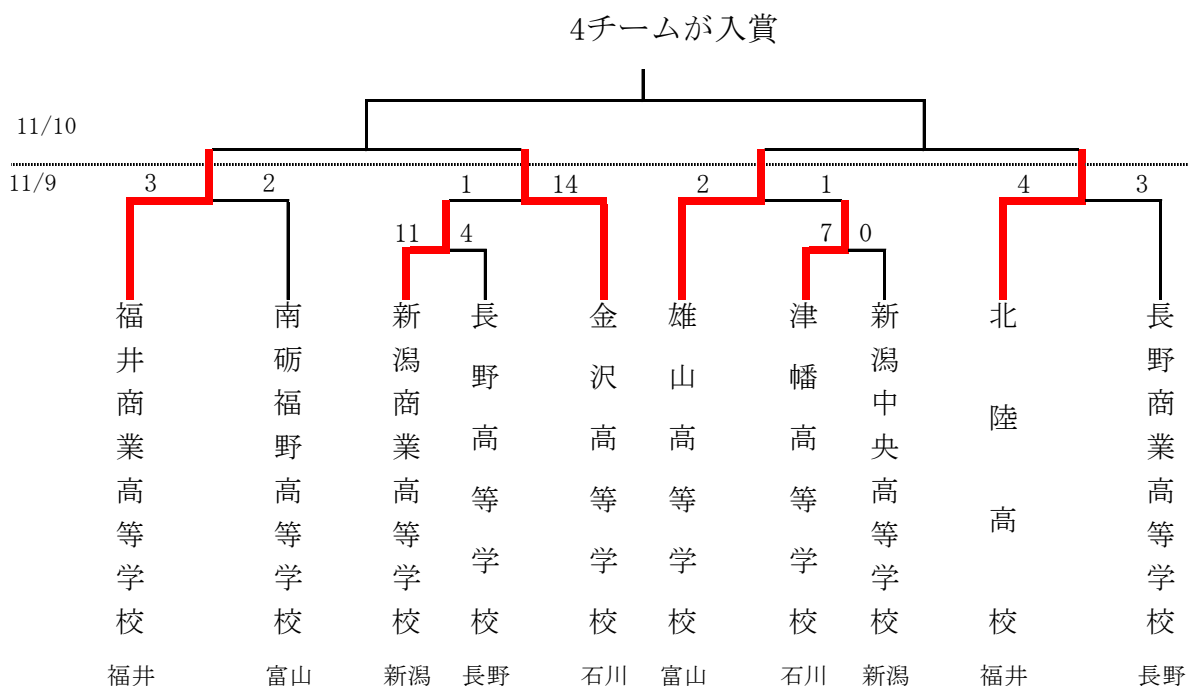 4チームが入賞
11/10
11/9
3
2
1
14
2
1
4
3
11
4
7
0
福井商業高等学校
南砺福野高等学校
新潟商業高等学校
長野高等学校
金沢高等学校
雄山高等学校
津幡高等学校
新潟中央高等学校
北陸高校
長野商業高等学校
福井
富山
新潟
長野
石川
富山
石川
新潟
福井
長野